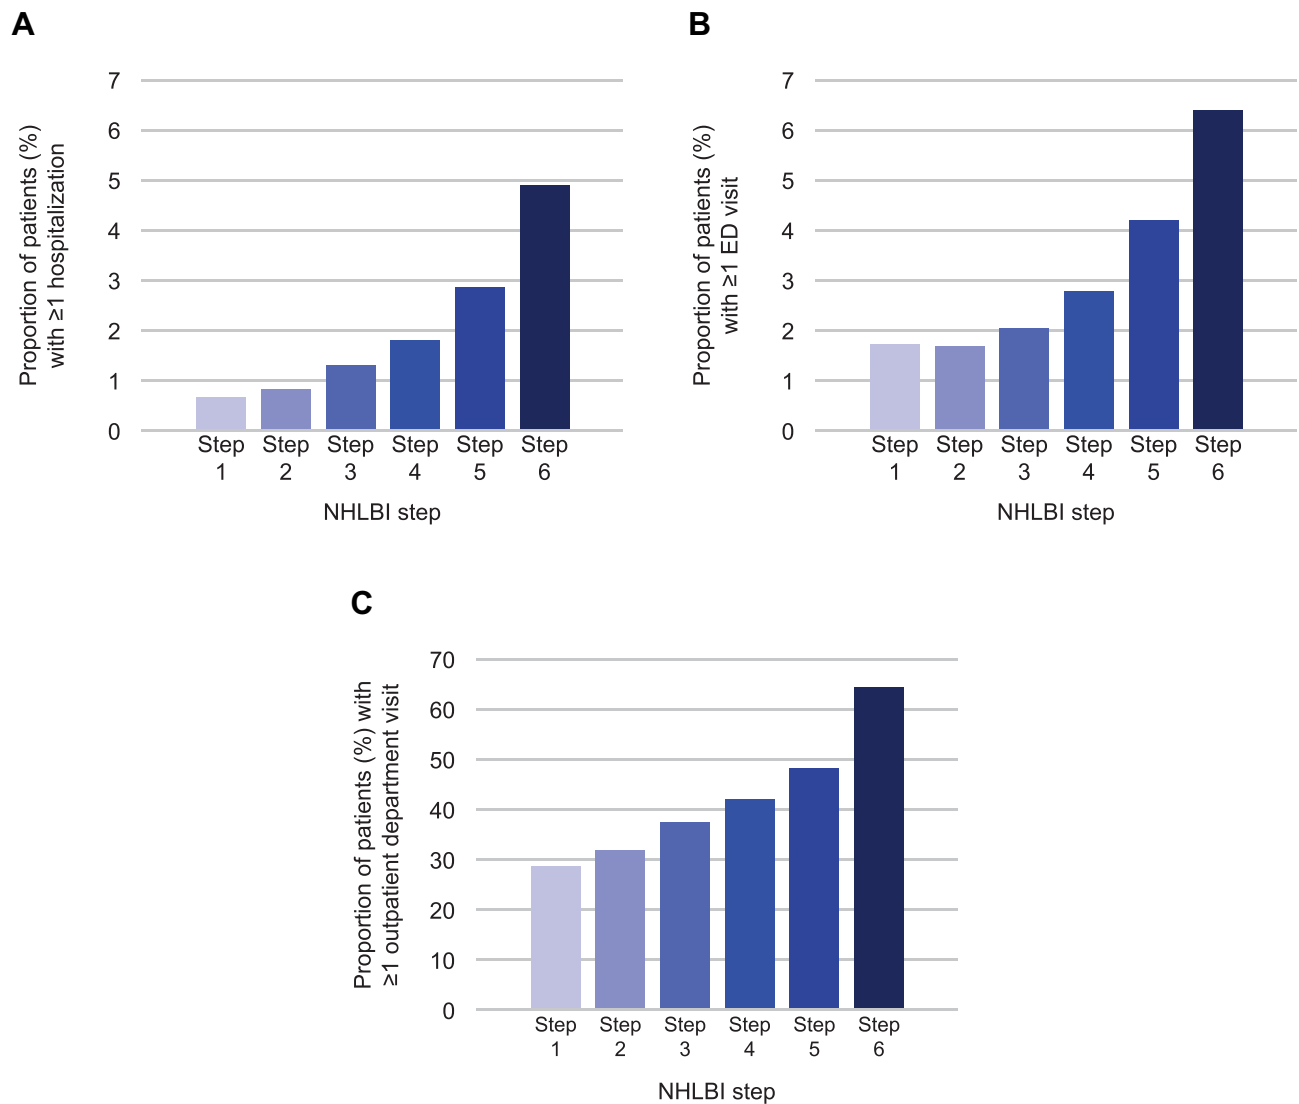 A
Proportion of patients (%)
with ≥1 hospitalization
7
6
5
4
3
2
1
0
Step Step Step Step Step Step
1 2 3 4 5 6
NHLBI step
B
Proportion of patients (%)
with ≥1 ED visit
7
6
5
4
3
2
1
0
Step Step Step Step Step Step
1 2 3 4 5 6
NHLBI step
C
Proportion of patients (%) with
≥1 outpatient department visit
70
60
50
40
30
20
10
0
Step Step Step Step Step Step
1 2 3 4 5 6
NHLBI step